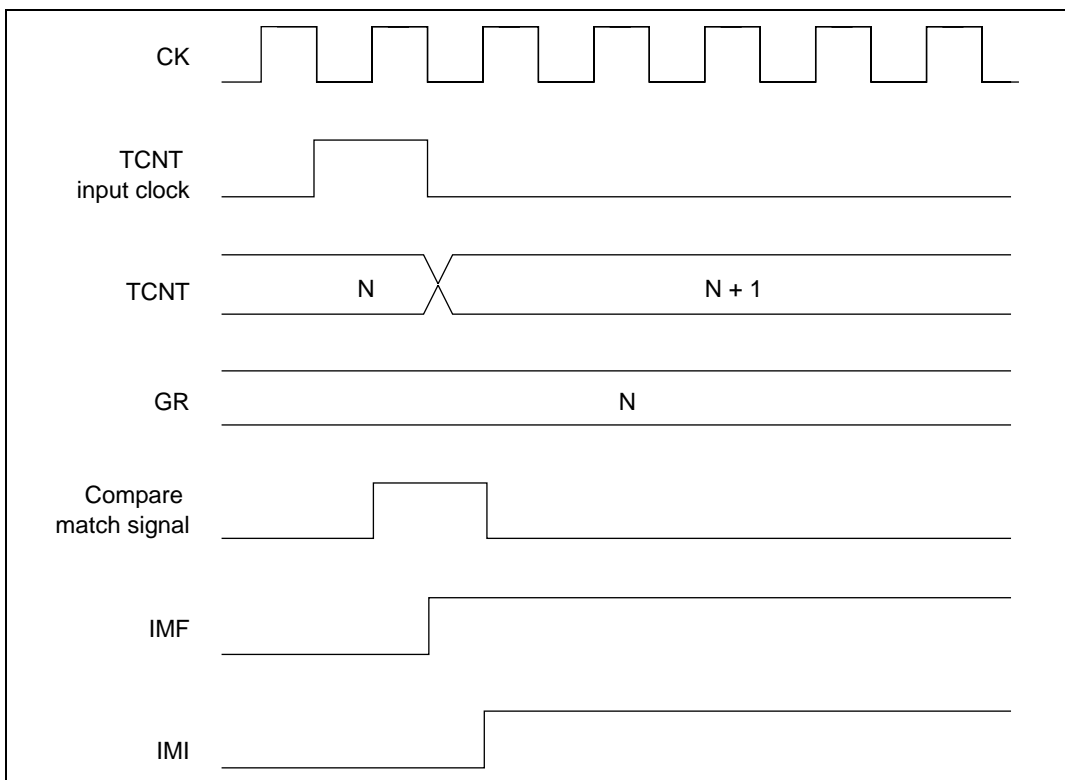 CK
TCNT
input clock
TCNT
N
N + 1
GR
N
Compare
match signal
IMF
IMI